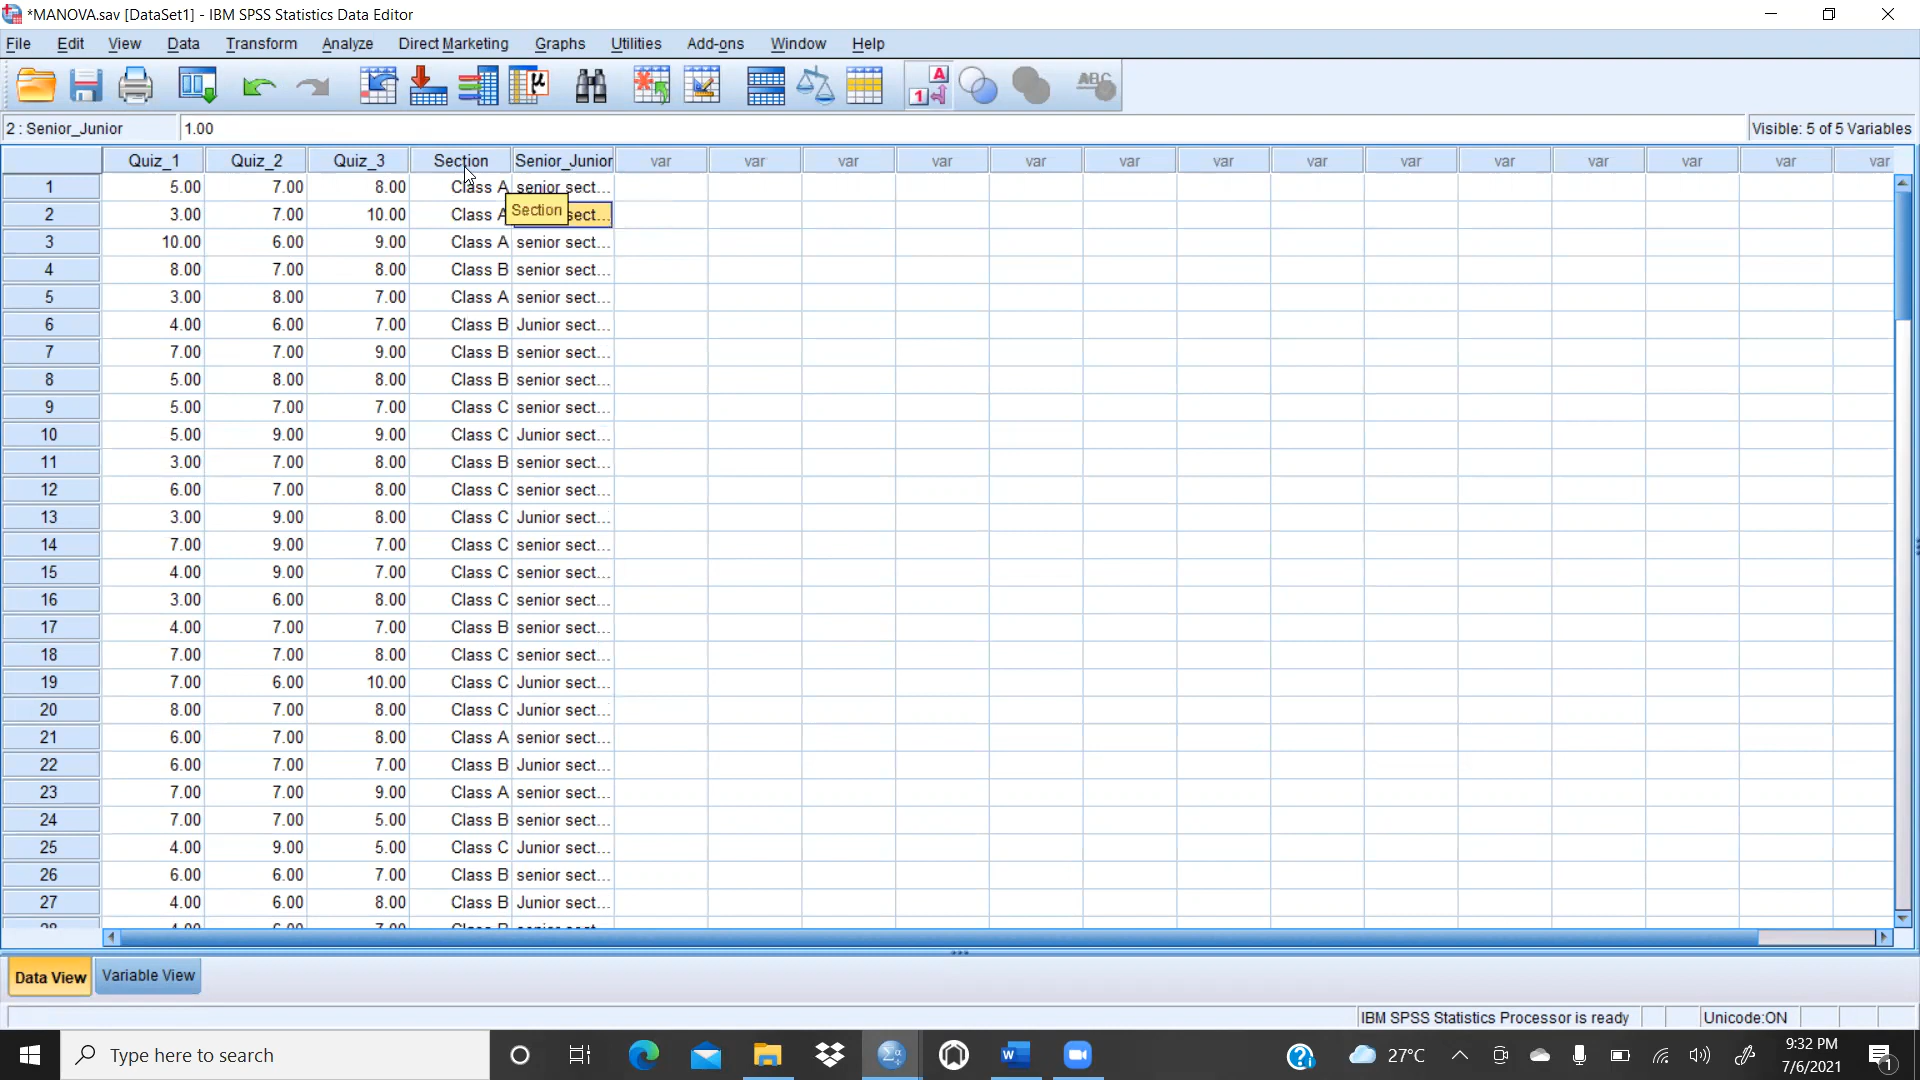 *MANOVA.sav [DataSet1] - IBM SPSS Statistics Data Editor
File Edit View Data Transform Analyze Direct Marketing Graphs Utilities Add-ons Window Help
A 1 μ ABC
2 : Senior_Junior 1.00 Visible: 5 of 5 Variables
Quiz_1 Quiz_2 Quiz_3 Section Senior_Junior var var var var var var var var var var var var var var
1 5.00 7.00 8.00 Class A senior sect...
2 3.00 7.00 10.00 Class A sect...
Section
3 10.00 6.00 9.00 Class A senior sect...
4 8.00 7.00 8.00 Class B senior sect...
5 3.00 8.00 7.00 Class A senior sect...
6 4.00 6.00 7.00 Class B Junior sect...
7 7.00 7.00 9.00 Class B senior sect...
8 5.00 8.00 8.00 Class B senior sect...
9 5.00 7.00 7.00 Class C senior sect...
10 5.00 9.00 9.00 Class C Junior sect...
11 3.00 7.00 8.00 Class B senior sect...
12 6.00 7.00 8.00 Class C senior sect...
13 3.00 9.00 8.00 Class C Junior sect...
14 7.00 9.00 7.00 Class C senior sect...
15 4.00 9.00 7.00 Class C senior sect...
16 3.00 6.00 8.00 Class C senior sect...
17 4.00 7.00 7.00 Class B senior sect...
18 7.00 7.00 8.00 Class C senior sect...
19 7.00 6.00 10.00 Class C Junior sect...
20 8.00 7.00 8.00 Class C Junior sect...
21 6.00 7.00 8.00 Class A senior sect...
22 6.00 7.00 7.00 Class B Junior sect...
23 7.00 7.00 9.00 Class A senior sect...
24 7.00 7.00 5.00 Class B senior sect...
25 4.00 9.00 5.00 Class C Junior sect...
26 6.00 6.00 7.00 Class B senior sect...
27 4.00 6.00 8.00 Class B Junior sect...
Data View Variable View
IBM SPSS Statistics Processor is ready Unicode:ON
Type here to search
27°C
9:32 PM
7/6/2021
1